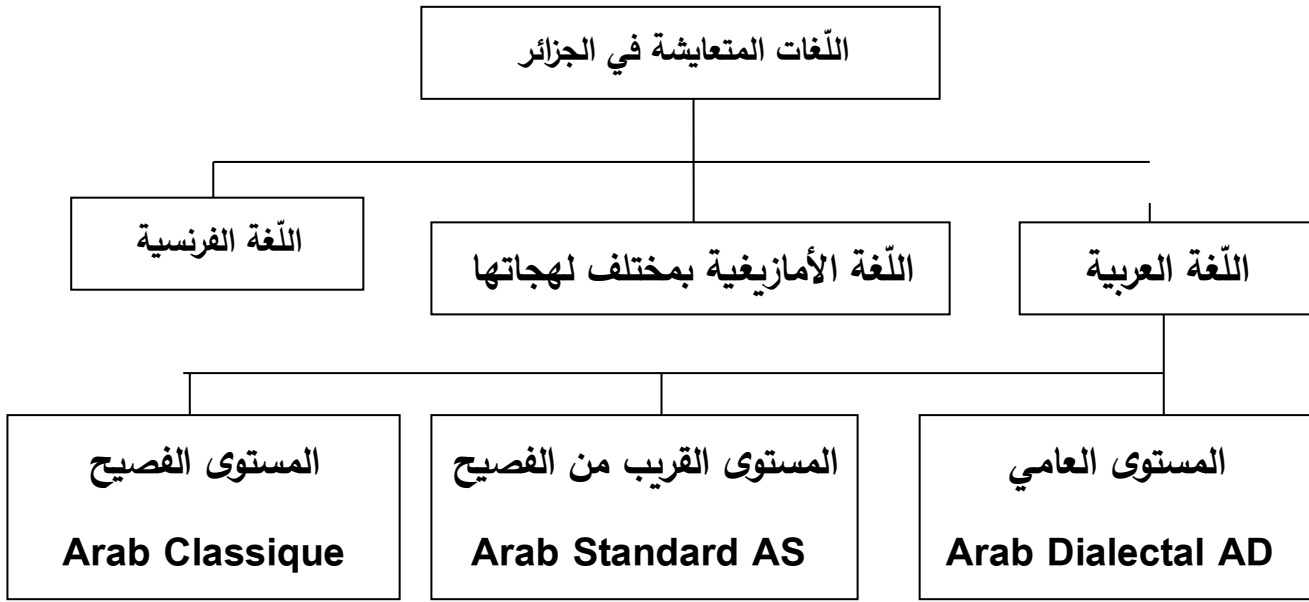 اللّغات المتعايشة في الجزائر
اللّغة العربية
اللّغة الأمازيغية بمختلف لهجاتها
اللّغة الفرنسية
المستوى العامي
Arab Dialectal AD
المستوى القريب من الفصيح
Arab Standard AS
المستوى الفصيح
Arab Classique